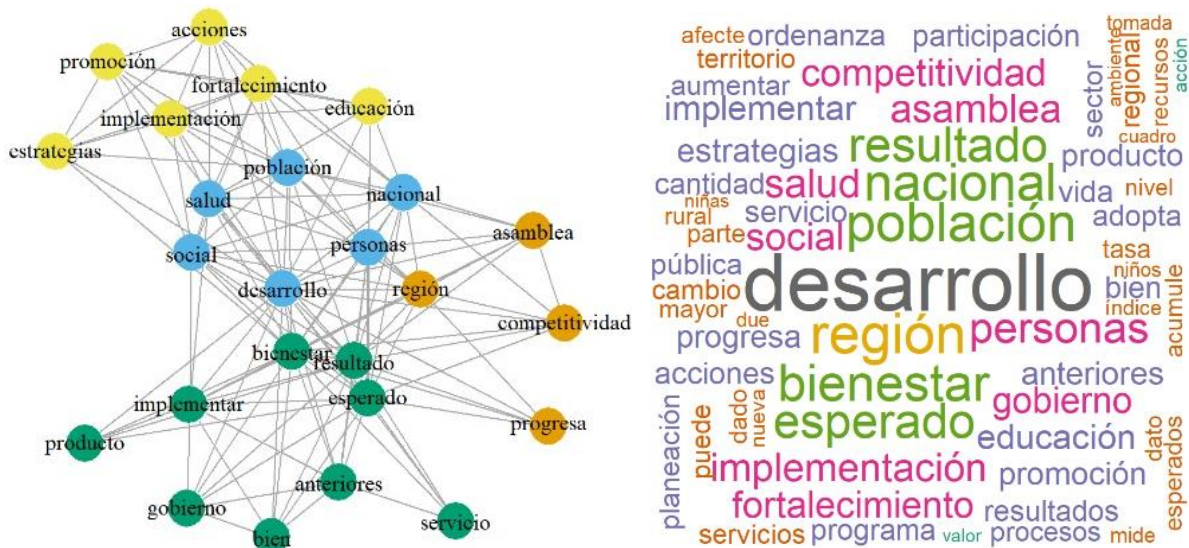 acciones
promoción
fortalecimiento
educación
implementación
estrategias
población
salud
nacional
asamblea
social
personas
desarrollo
región
competitividad
bienestar
resultado
esperado
implementar
progresa
producto
anteriores
gobierno
servicio
bien
afecte ordenanza participación
tomada
territorio competitividad
ambiente
regional
recursos
acción
aumentar
implementar asamblea
sector
cuadro
estrategias resultado producto
cantidad salud nacional vida nivel
niñas
rural servicio población adopta
parte social
tasa
pública desarrollo niños
cambio bien
mayor índice
due
acumule
progresa región personas
acciones bienestar anteriores
gobierno
planeación
puede
dado
nueva
esperado educación
dato
esperados
implementación promoción
fortalecimiento resultados
servicios programa valor procesos mide